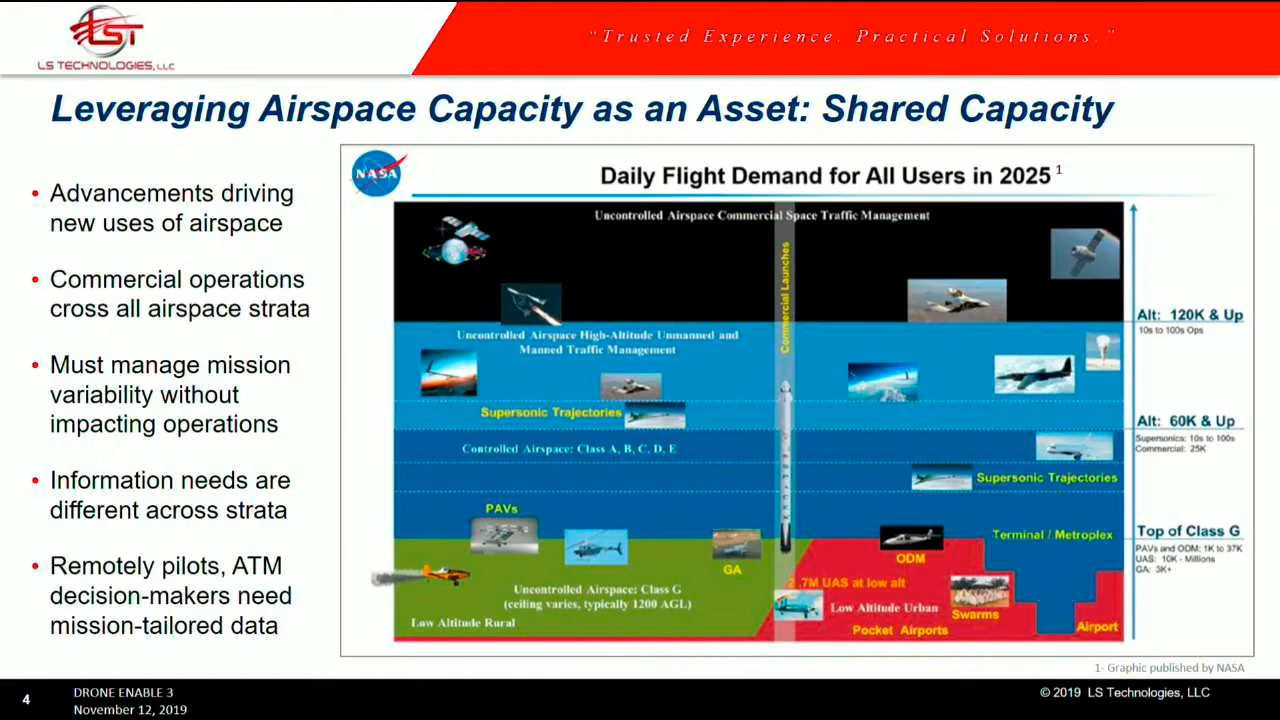 LST
LS TECHNOLOGIES, LLC
“Trusted Experience. Practical Solutions.”
Leveraging Airspace Capacity as an Asset: Shared Capacity
• Advancements driving
new uses of airspace
• Commercial operations
cross all airspace strata
• Must manage mission
variability without
impacting operations
• Information needs are
different across strata
• Remotely pilots, ATM
decision-makers need
mission-tailored data
NASA
Daily Flight Demand for All Users in 2025 1
Uncontrolled Airspace Commercial Space Traffic Management
Commercial Launches
Alt: 120K & Up
10s to 100s Ops
Uncontrolled Airspace High-Altitude Unmanned and
Manned Traffic Management
Supersonic Trajectories
Alt: 60K & Up
Supersonics: 10s to 100s
Commercial: 25K
Controlled Airspace: Class A, B, C, D, E
Supersonic Trajectories
PAVs
Terminal / Metroplex
Top of Class G
PAVs and ODM: 1K to 37K
UAS: 10K - Millions
GA: 3K+
GA
ODM
Uncontrolled Airspace: Class G
(ceiling varies, typically 1200 AGL)
2.7M UAS at low alt
Low Altitude Urban
Swarms
Low Altitude Rural
Pocket Airports
Airport
1- Graphic published by NASA
4
DRONE ENABLE 3
November 12, 2019
© 2019 LS Technologies, LLC